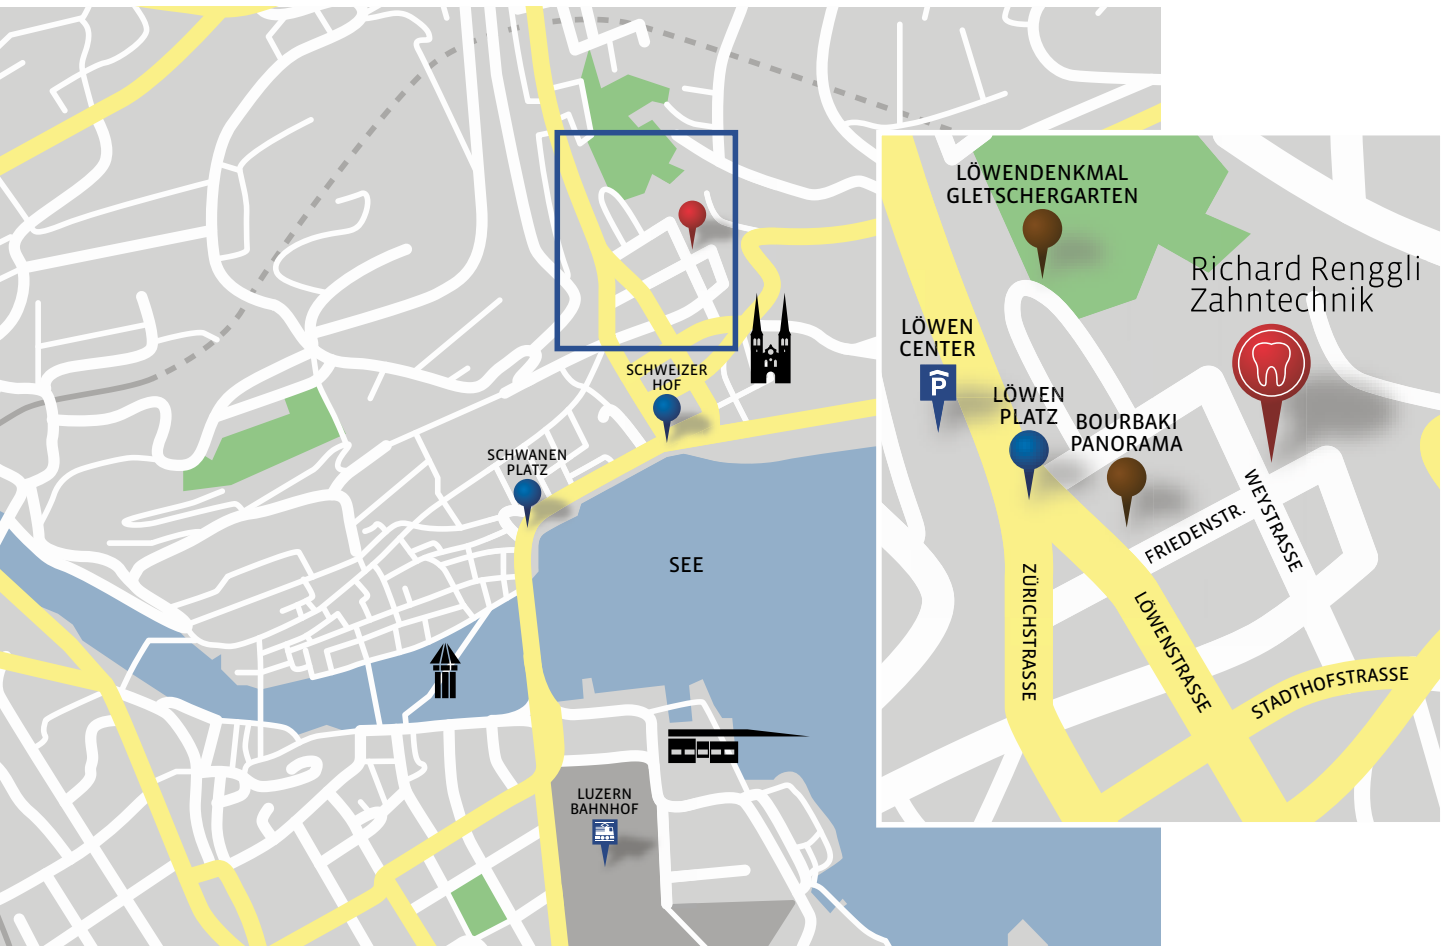 LÖWENDENKMAL
GLETSCHERGARTEN
Richard Renggli
Zahntechnik
LÖWEN
CENTER
P
LÖWEN
PLATZ
BOURBAKI
PANORAMA
SCHWEIZER
HOF
SCHWANEN
PLATZ
FRIEDENSTR.
WEYSTRASSE
SEE
ZÜRICHSTRASSE
LÖWENSTRASSE
STADTHOFSTRASSE
LUZERN
BAHNHOF